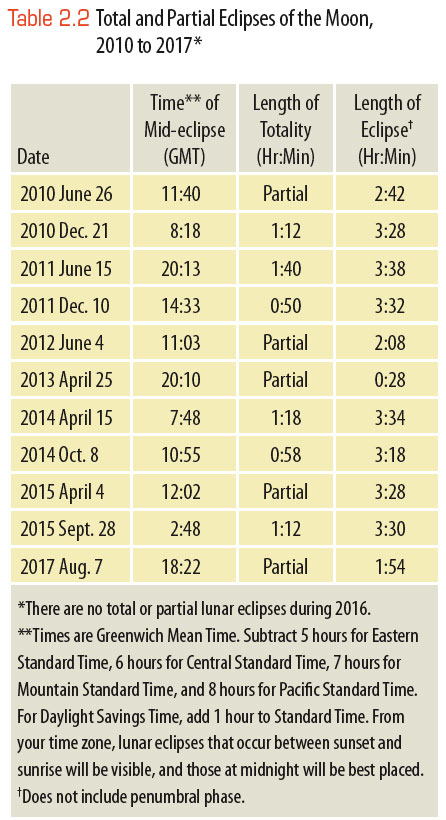 Table 2.2 Total and Partial Eclipses of the Moon,
2010 to 2017*
Date Time** of Mid-eclipse (GMT) Length of Totality (Hr:Min) Length of Eclipse† (Hr:Min)
2010 June 26 11:40 Partial 2:42
2010 Dec. 21 8:18 1:12 3:28
2011 June 15 20:13 1:40 3:38
2011 Dec. 10 14:33 0:50 3:32
2012 June 4 11:03 Partial 2:08
2013 April 25 20:10 Partial 0:28
2014 April 15 7:48 1:18 3:34
2014 Oct. 8 10:55 0:58 3:18
2015 April 4 12:02 Partial 3:28
2015 Sept. 28 2:48 1:12 3:30
2017 Aug. 7 18:22 Partial 1:54
*There are no total or partial lunar eclipses during 2016.
**Times are Greenwich Mean Time. Subtract 5 hours for Eastern
Standard Time, 6 hours for Central Standard Time, 7 hours for
Mountain Standard Time, and 8 hours for Pacific Standard Time.
For Daylight Savings Time, add 1 hour to Standard Time. From
your time zone, lunar eclipses that occur between sunset and
sunrise will be visible, and those at midnight will be best placed.
†Does not include penumbral phase.